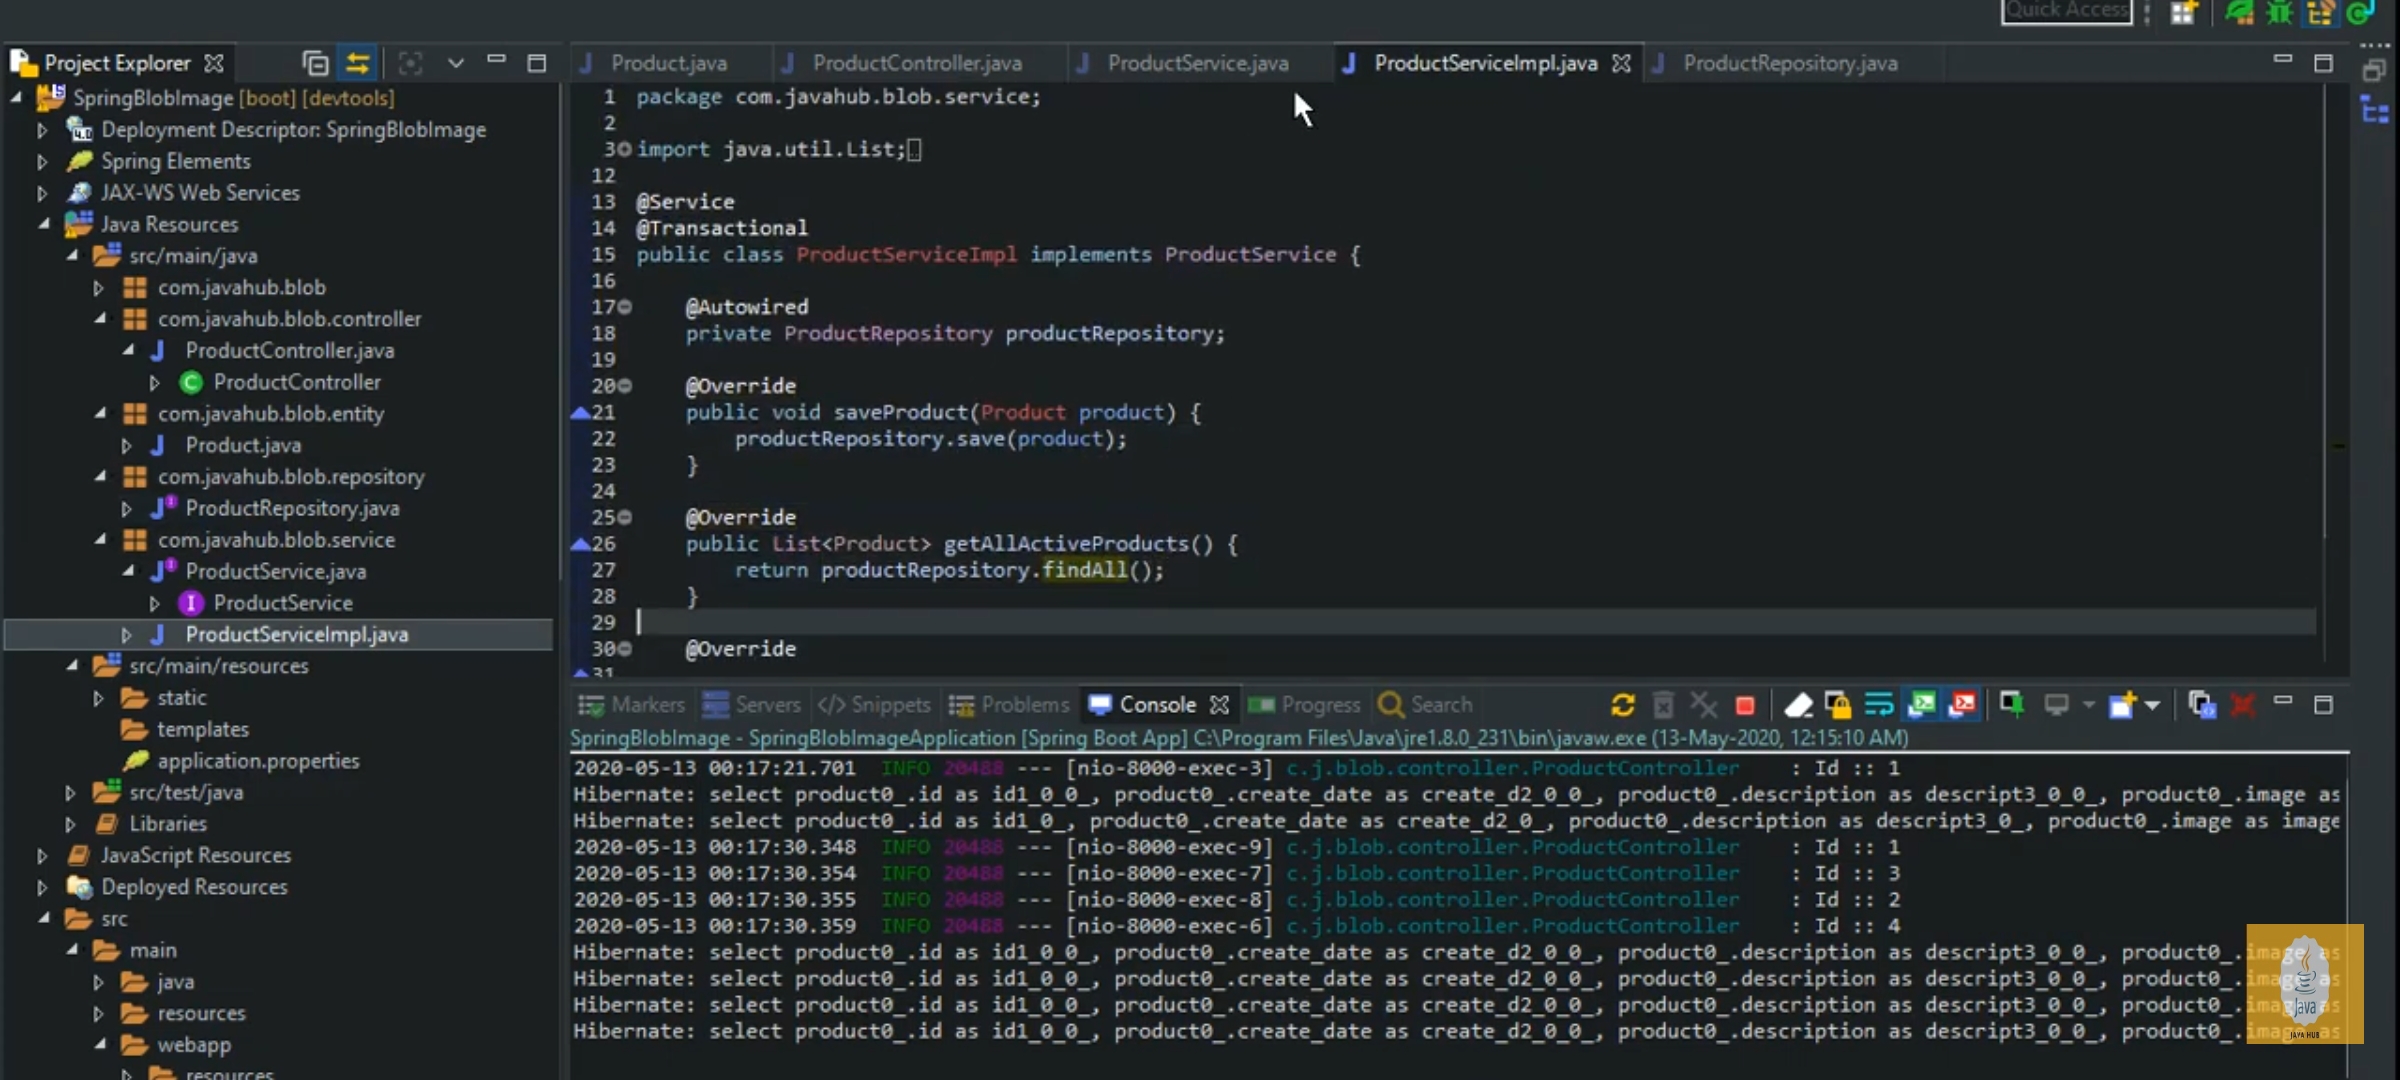 Quick Access
Project Explorer
SpringBlobImage [boot] [devtools]
Deployment Descriptor: SpringBlobImage
Spring Elements
JAX-WS Web Services
Java Resources
src/main/java
com.javahub.blob
com.javahub.blob.controller
ProductController.java
ProductController
com.javahub.blob.entity
Product.java
com.javahub.blob.repository
ProductRepository.java
com.javahub.blob.service
ProductService.java
ProductService
ProductServiceImpl.java
src/main/resources
static
templates
application.properties
src/test/java
Libraries
JavaScript Resources
Deployed Resources
src
main
java
resources
webapp
resources
Product.java ProductController.java ProductService.java ProductServiceImpl.java ProductRepository.java
1 package com.javahub.blob.service;
2
3 import java.util.List;
12
13 @Service
14 @Transactional
15 public class ProductServiceImpl implements ProductService {
16
17 @Autowired
18 private ProductRepository productRepository;
19
20 @Override
21 public void saveProduct(Product product) {
22 productRepository.save(product);
23 }
24
25 @Override
26 public List<Product> getAllActiveProducts() {
27 return productRepository.findAll();
28 }
29
30 @Override
31
Markers Servers Snippets Problems Console Progress Search
SpringBlobImage - SpringBlobImageApplication [Spring Boot App] C:\Program Files\Java\jre1.8.0_231\bin\javaw.exe (13-May-2020, 12:15:10 AM)
2020-05-13 00:17:21.701 INFO 20488 --- [nio-8000-exec-3] c.j.blob.controller.ProductController : Id :: 1
Hibernate: select product0_.id as id1_0_0_, product0_.create_date as create_d2_0_0_, product0_.description as descript3_0_0_, product0_.image as
Hibernate: select product0_.id as id1_0_, product0_.create_date as create_d2_0_, product0_.description as descript3_0_, product0_.image as image
2020-05-13 00:17:30.348 INFO 20488 --- [nio-8000-exec-9] c.j.blob.controller.ProductController : Id :: 1
2020-05-13 00:17:30.354 INFO 20488 --- [nio-8000-exec-7] c.j.blob.controller.ProductController : Id :: 3
2020-05-13 00:17:30.355 INFO 20488 --- [nio-8000-exec-8] c.j.blob.controller.ProductController : Id :: 2
2020-05-13 00:17:30.359 INFO 20488 --- [nio-8000-exec-6] c.j.blob.controller.ProductController : Id :: 4
Hibernate: select product0_.id as id1_0_0_, product0_.create_date as create_d2_0_0_, product0_.description as descript3_0_0_, product0_.image as
Hibernate: select product0_.id as id1_0_0_, product0_.create_date as create_d2_0_0_, product0_.description as descript3_0_0_, product0_.image as
Hibernate: select product0_.id as id1_0_0_, product0_.create_date as create_d2_0_0_, product0_.description as descript3_0_0_, product0_.image as
Hibernate: select product0_.id as id1_0_0_, product0_.create_date as create_d2_0_0_, product0_.description as descript3_0_0_, product0_.image as
Java
JAVA HUB